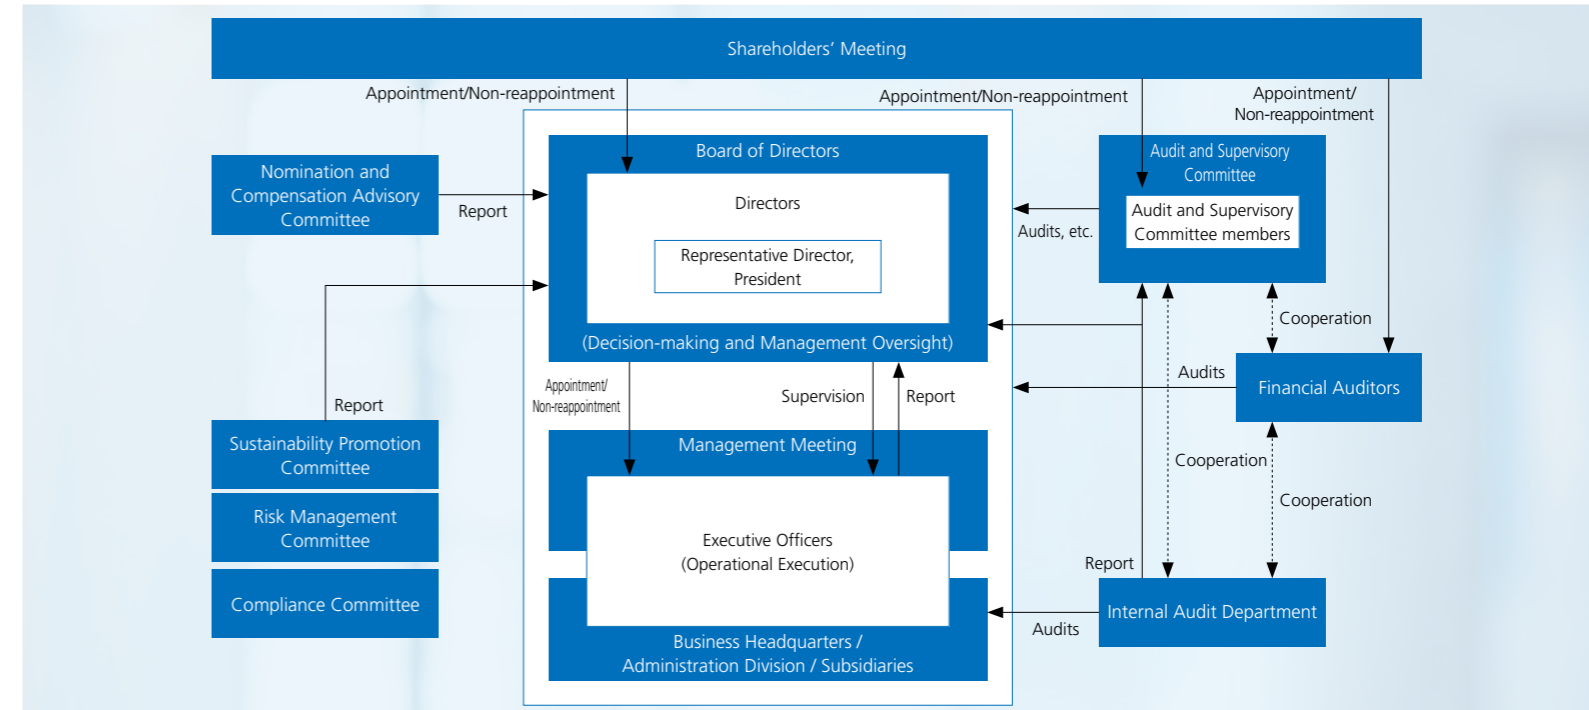 Shareholders’ Meeting
Appointment/Non-reappointment
Appointment/Non-reappointment
Appointment/
Non-reappointment
Nomination and
Compensation Advisory
Committee
Report
Board of Directors
Directors
Representative Director,
President
(Decision-making and Management Oversight)
Audit and Supervisory
Committee
Audit and Supervisory
Committee members
Audits, etc.
Cooperation
Audits
Financial Auditors
Appointment/
Non-reappointment
Supervision
Report
Report
Sustainability Promotion
Committee
Risk Management
Committee
Compliance Committee
Management Meeting
Executive Officers
(Operational Execution)
Business Headquarters /
Administration Division / Subsidiaries
Cooperation
Cooperation
Report
Internal Audit Department
Audits